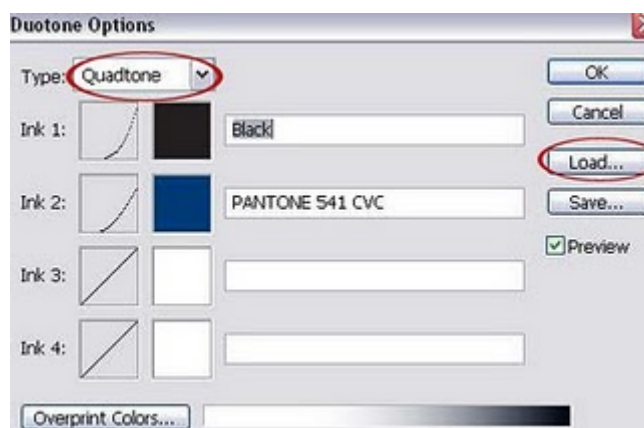 Duotone Options
Type: Quadtone
OK
Ink 1: Black
Cancel
Load...
Ink 2: PANTONE 541 CVC
Save...
Preview
Ink 3:
Ink 4:
Overprint Colors...